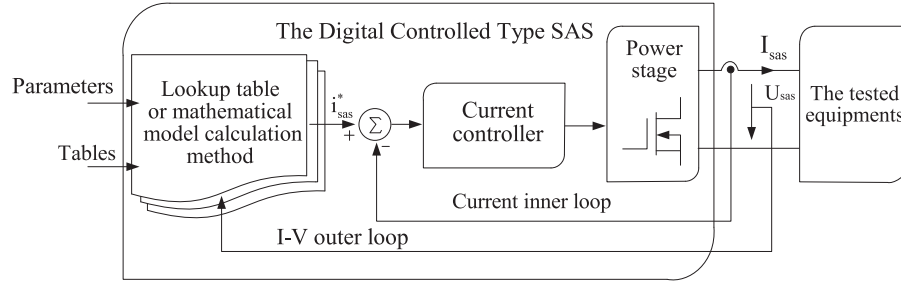 The Digital Controlled Type SAS
Parameters
Tables
Lookup table
or mathematical
model calculation
method
i*sas
+
Σ
−
Current
controller
Power
stage
Isas
Usas
The tested
equipments
Current inner loop
I-V outer loop